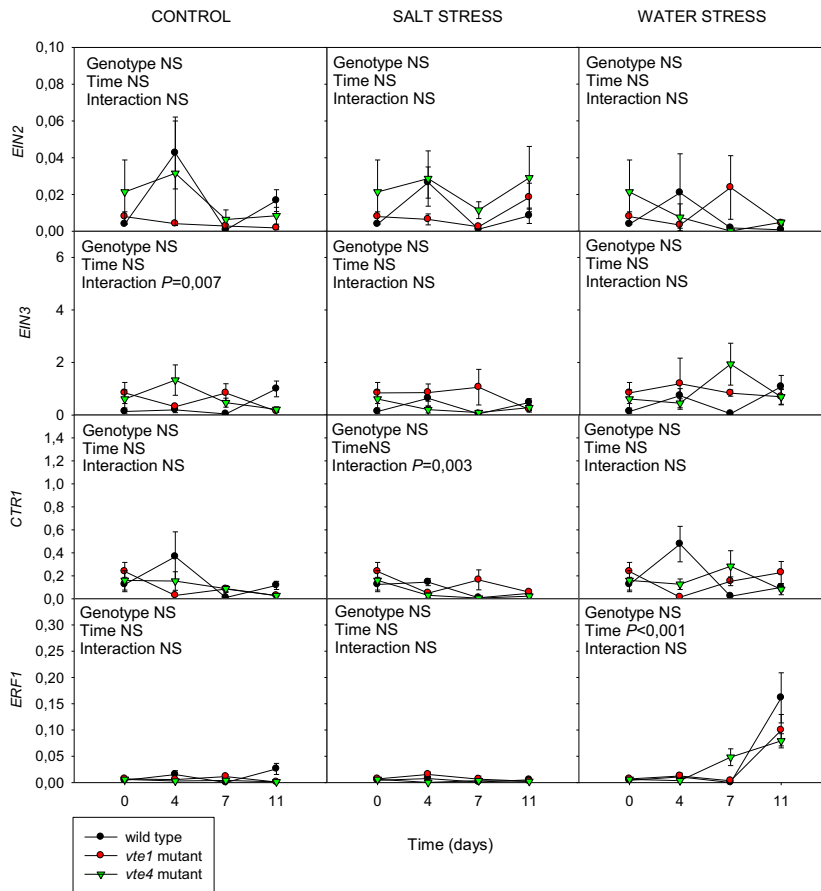 CONTROL SALT STRESS WATER STRESS
0,10
0,08
0,06
0,04
0,02
0,00
EIN2
Genotype NS
Time NS
Interaction NS
Genotype NS
Time NS
Interaction NS
Genotype NS
Time NS
Interaction NS
6
4
2
0
EIN3
Genotype NS
Time NS
Interaction P=0,007
Genotype NS
Time NS
Interaction NS
Genotype NS
Time NS
Interaction NS
1,4
1,2
1,0
0,8
0,6
0,4
0,2
0,0
CTR1
Genotype NS
Time NS
Interaction NS
Genotype NS
TimeNS
Interaction P=0,003
Genotype NS
Time NS
Interaction NS
0,30
0,25
0,20
0,15
0,10
0,05
0,00
ERF1
Genotype NS
Time NS
Interaction NS
Genotype NS
Time NS
Interaction NS
Genotype NS
Time P<0,001
Interaction NS
0 4 7 11 0 4 7 11 0 4 7 11
Time (days)
wild type
vte1 mutant
vte4 mutant